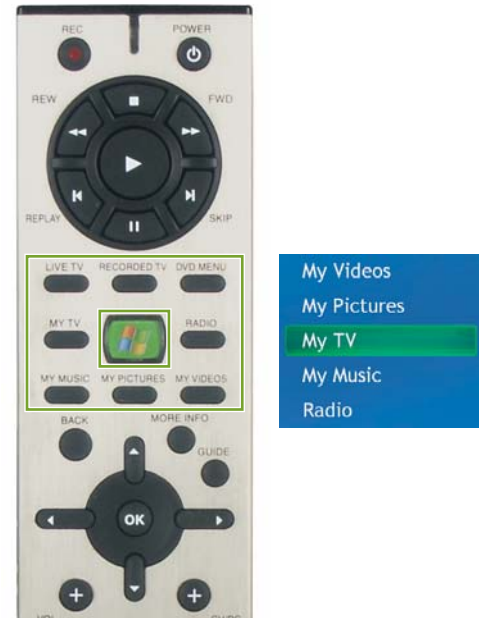 REC POWER
REW FWD
REPLAY SKIP
LIVE TV RECORDED TV DVD MENU
MY TV RADIO
MY MUSIC MY PICTURES MY VIDEOS
BACK MORE INFO
GUIDE
OK
My Videos
My Pictures
My TV
My Music
Radio